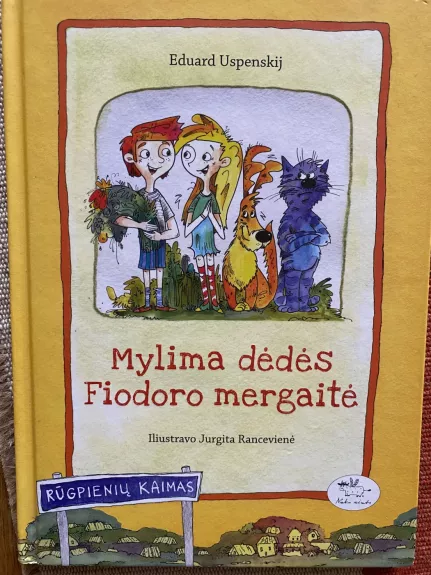 Eduard Uspenskij
Mylima dėdės
Fiodoro mergaitė
Iliustravo Jurgita Rancevienė
RŪGPIENIŲ KAIMAS